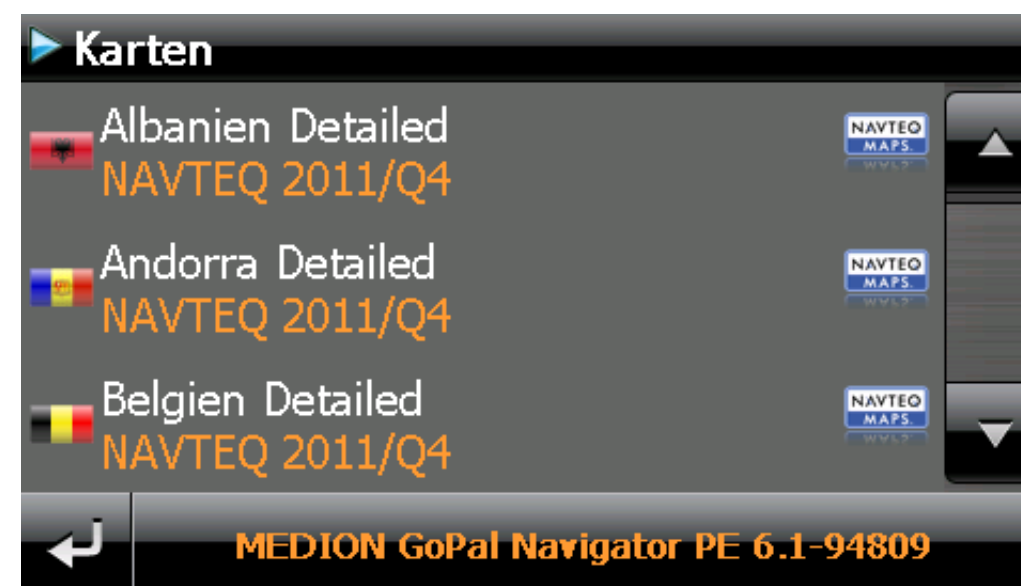 Karten
Albanien Detailed
NAVTEQ 2011/Q4
NAVTEQ
MAPS.
Andorra Detailed
NAVTEQ 2011/Q4
NAVTEQ
MAPS.
Belgien Detailed
NAVTEQ 2011/Q4
NAVTEQ
MAPS.
MEDION GoPal Navigator PE 6.1-94809